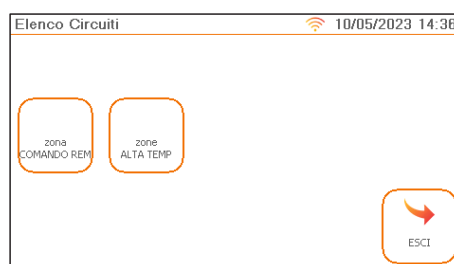 Elenco Circuiti 10/05/2023 14:36
zona zone
COMANDO REM ALTA TEMP
ESCI